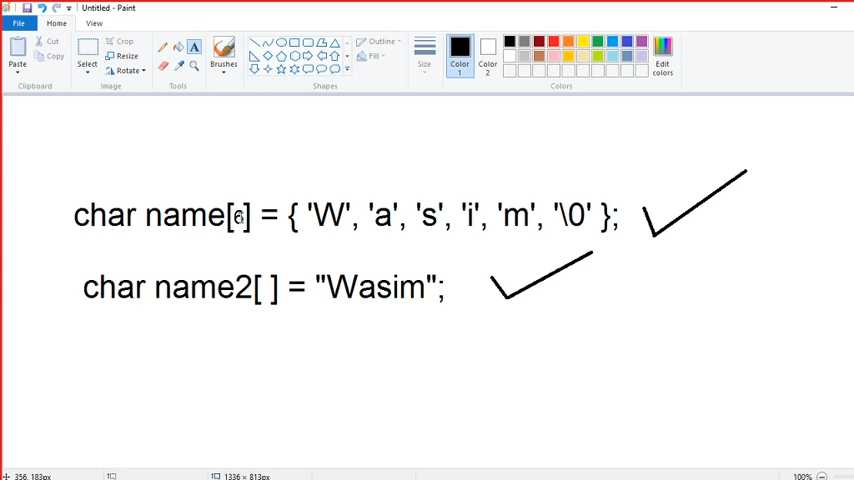 Untitled - Paint
File Home View
Paste
Cut
Copy
Clipboard
Select
Crop
Resize
Rotate
Image
Tools
Brushes
Shapes
Outline
Fill
Size
Color 1
Color 2
Edit colors
Colors
char name[6] = { 'W', 'a', 's', 'i', 'm', '\0' };
char name2[ ] = "Wasim";
356, 183px 1336 × 813px 100%